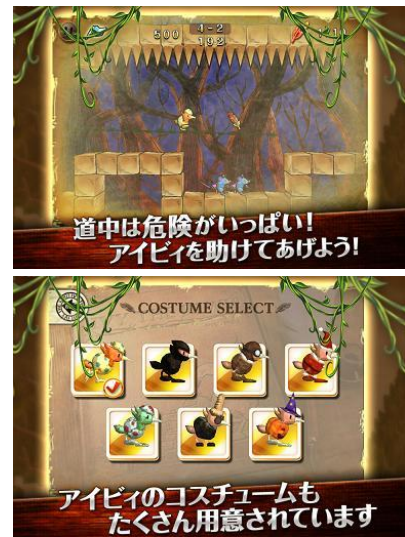 500 4-2
192
道中は危険がいっぱい!
アイビィを助けてあげよう!
COSTUME SELECT
アイビィのコスチュームも
たくさん用意されています